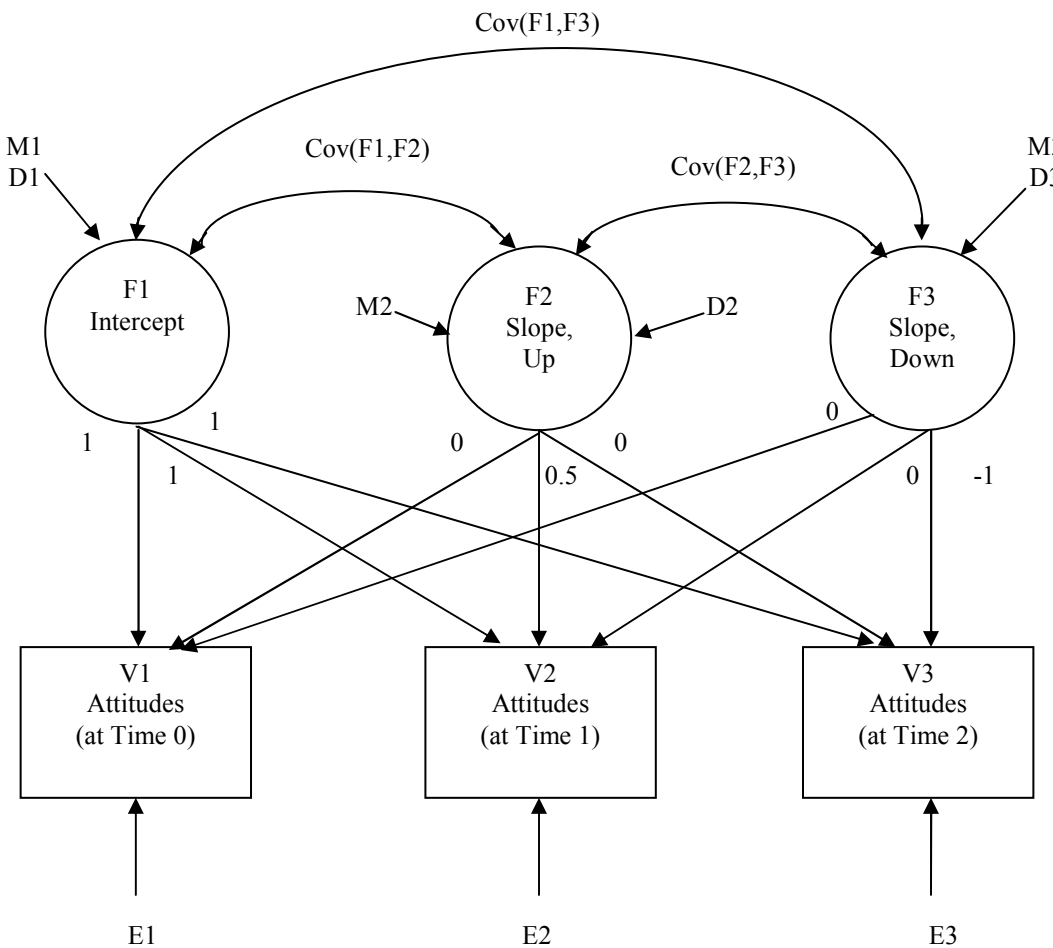 Cov(F1,F3)
M1
D1
Cov(F1,F2)
Cov(F2,F3)
F1
Intercept
M2
F2
Slope,
Up
D2
F3
Slope,
Down
1
1
1
0
0.5
0
0
0
-1
V1
Attitudes
(at Time 0)
V2
Attitudes
(at Time 1)
V3
Attitudes
(at Time 2)
E1
E2
E3